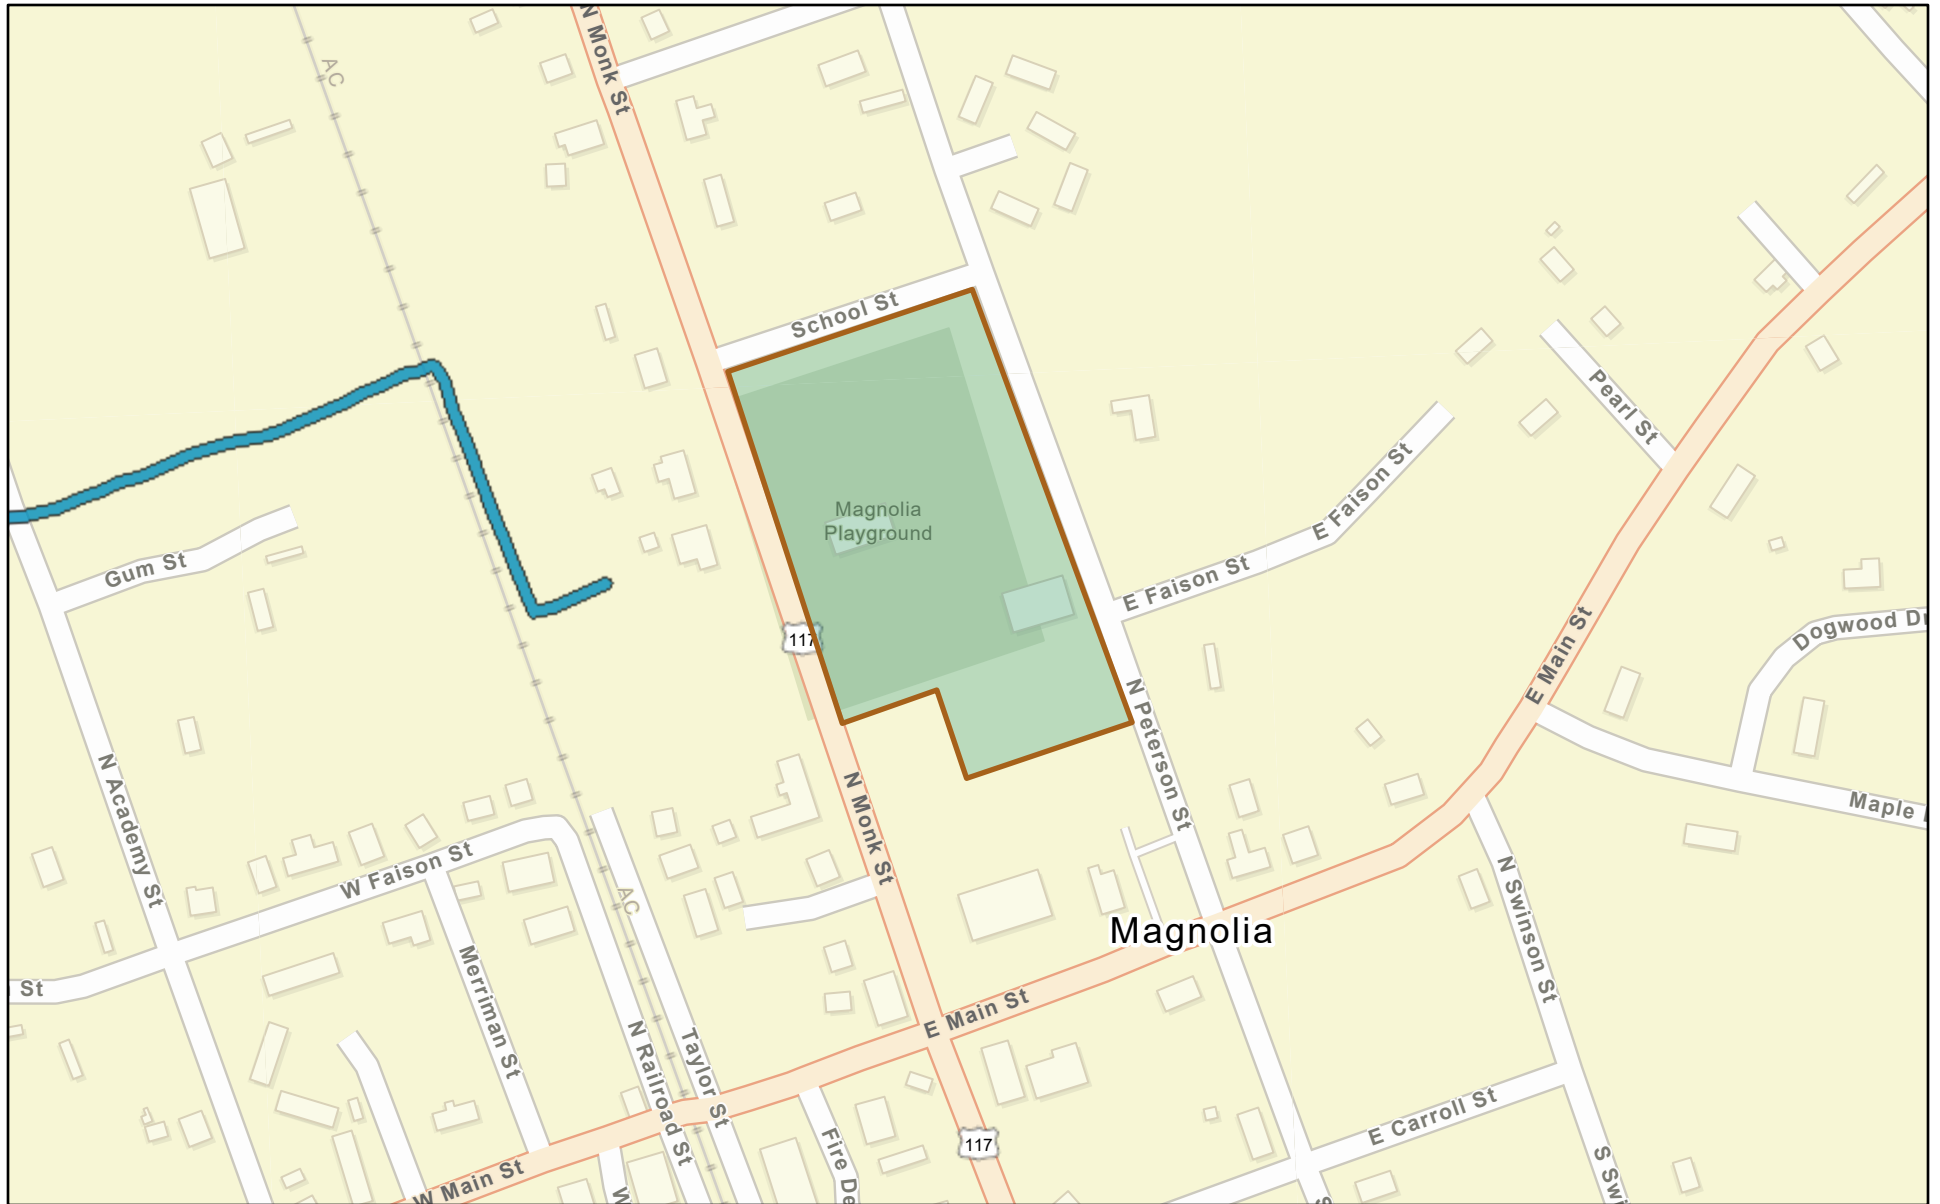 N Monk St
AC
School St
Pearl St
Magnolia
Playground
E Faison St
E Faison St
Gum St
117
Dogwood Dr
E Main St
N Peterson St
N Academy St
N Monk St
Maple
W Faison St
AC
N Swinson St
Magnolia
St
Merriman St
E Main St
N Railroad St
Taylor St
117
E Carroll St
Fire De
W Main St
W
S Swi
S